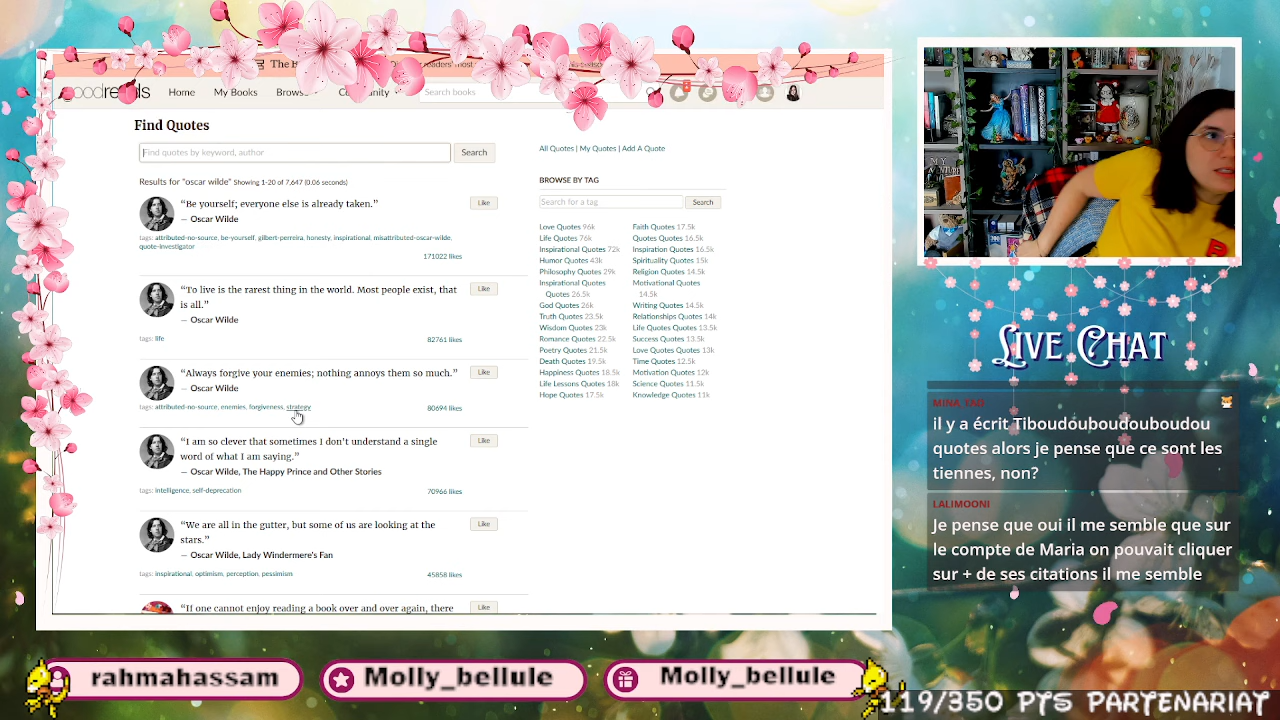 The B
readers' most
goodreads
Home
My Books
Brows
Co
unity
Search books
Find Quotes
Find quotes by keyword, author
Search
Results for "oscar wilde" Showing 1-20 of 7,647 (0.06 seconds)
“Be yourself; everyone else is already taken.”
― Oscar Wilde
tags: attributed-no-source, be-yourself, gilbert-perreira, honesty, inspirational, misattributed-oscar-wilde,
quote-investigator
171022 likes
Like
“To live is the rarest thing in the world. Most people exist, that
is all.”
― Oscar Wilde
tags: life
82761 likes
Like
“Always forgive your enemies; nothing annoys them so much.”
― Oscar Wilde
tags: attributed-no-source, enemies, forgiveness, strategy
80694 likes
Like
“I am so clever that sometimes I don't understand a single
word of what I am saying.”
― Oscar Wilde, The Happy Prince and Other Stories
tags: intelligence, self-deprecation
70966 likes
Like
“We are all in the gutter, but some of us are looking at the
stars.”
― Oscar Wilde, Lady Windermere's Fan
tags: inspirational, optimism, perception, pessimism
45858 likes
Like
“If one cannot enjoy reading a book over and over again, there
Like
All Quotes | My Quotes | Add A Quote
BROWSE BY TAG
Search for a tag
Search
Love Quotes 96k
Life Quotes 76k
Inspirational Quotes 72k
Humor Quotes 43k
Philosophy Quotes 29k
Inspirational Quotes
Quotes 26.5k
God Quotes 26k
Truth Quotes 23.5k
Wisdom Quotes 23k
Romance Quotes 22.5k
Poetry Quotes 21.5k
Death Quotes 19.5k
Happiness Quotes 18.5k
Life Lessons Quotes 18k
Hope Quotes 17.5k
Faith Quotes 17.5k
Quotes Quotes 16.5k
Inspiration Quotes 16.5k
Spirituality Quotes 15k
Religion Quotes 14.5k
Motivational Quotes
14.5k
Writing Quotes 14.5k
Relationships Quotes 14k
Life Quotes Quotes 13.5k
Success Quotes 13.5k
Love Quotes Quotes 13k
Time Quotes 12.5k
Motivation Quotes 12k
Science Quotes 11.5k
Knowledge Quotes 11k
Live Chat
il y a écrit Tiboudouboudouboudou
quotes alors je pense que ce sont les
tiennes, non?
LALIMOONI
Je pense que oui il me semble que sur
le compte de Maria on pouvait cliquer
sur + de ses citations il me semble
rahmahassam
Molly_bellule
Molly_bellule
119/350 PTS PARTENARIAT